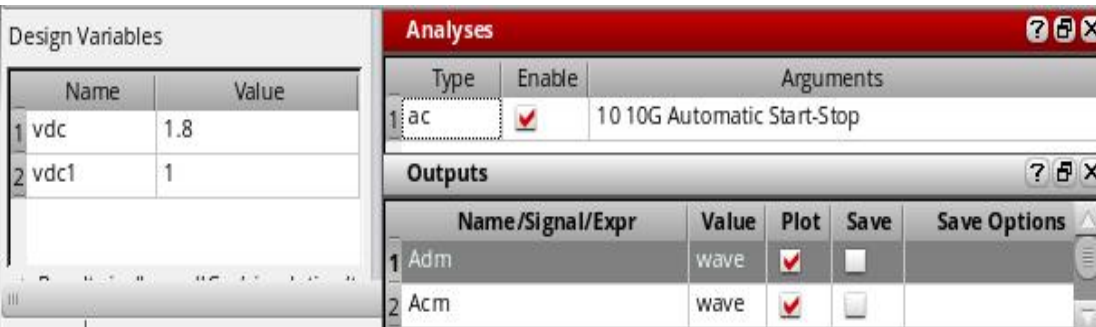 Design Variables
Name Value
1 vdc 1.8
2 vdc1 1
Analyses
Type Enable Arguments
1 ac 10 10G Automatic Start-Stop
Outputs
Name/Signal/Expr Value Plot Save Save Options
1 Adm wave
2 Acm wave